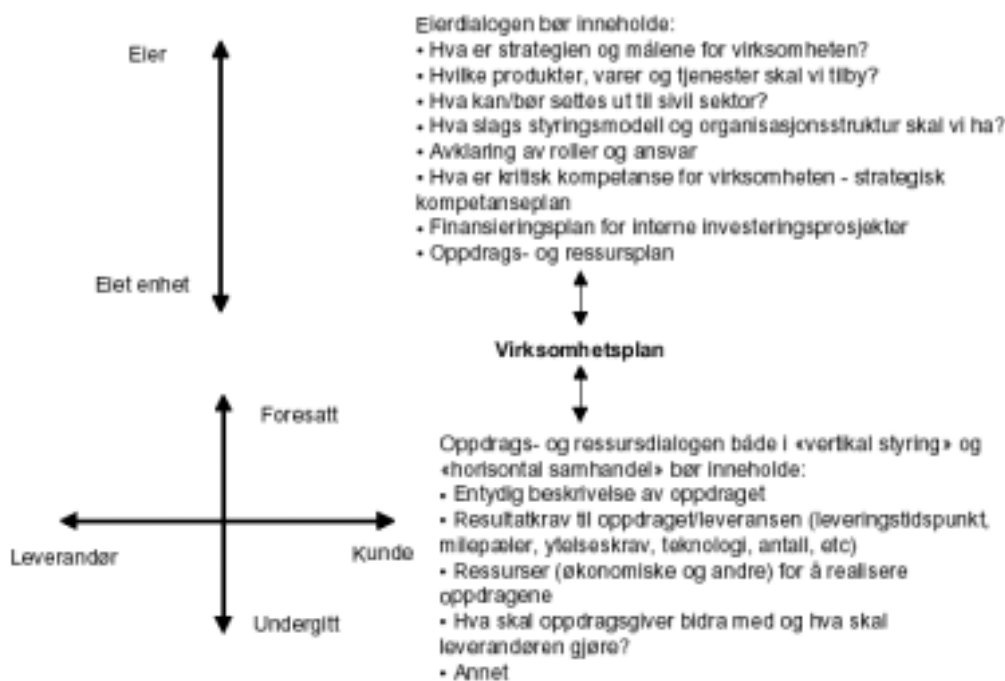 Eier
Eiet enhet
Eierdialogen bør inneholde:
• Hva er strategien og målene for virksomheten?
• Hvilke produkter, varer og tjenester skal vi tilby?
• Hva kan/bør settes ut til sivil sektor?
• Hva slags styringsmodell og organisasjonsstruktur skal vi ha?
• Avklaring av roller og ansvar
• Hva er kritisk kompetanse for virksomheten - strategisk
kompetanseplan
• Finansieringsplan for interne investeringsprosjekter
• Oppdrags- og ressursplan
Virksomhetsplan
Foresatt
Leverandør
Kunde
Undergitt
Oppdrags- og ressursdialogen både i «vertikal styring» og
«horisontal samhandel» bør inneholde:
• Entydig beskrivelse av oppdraget
• Resultatkrav til oppdraget/leveransen (leveringstidspunkt,
milepæler, ytelseskrav, teknologi, antall, etc)
• Ressurser (økonomiske og andre) for å realisere
oppdragene
• Hva skal oppdragsgiver bidra med og hva skal
leverandøren gjøre?
• Annet